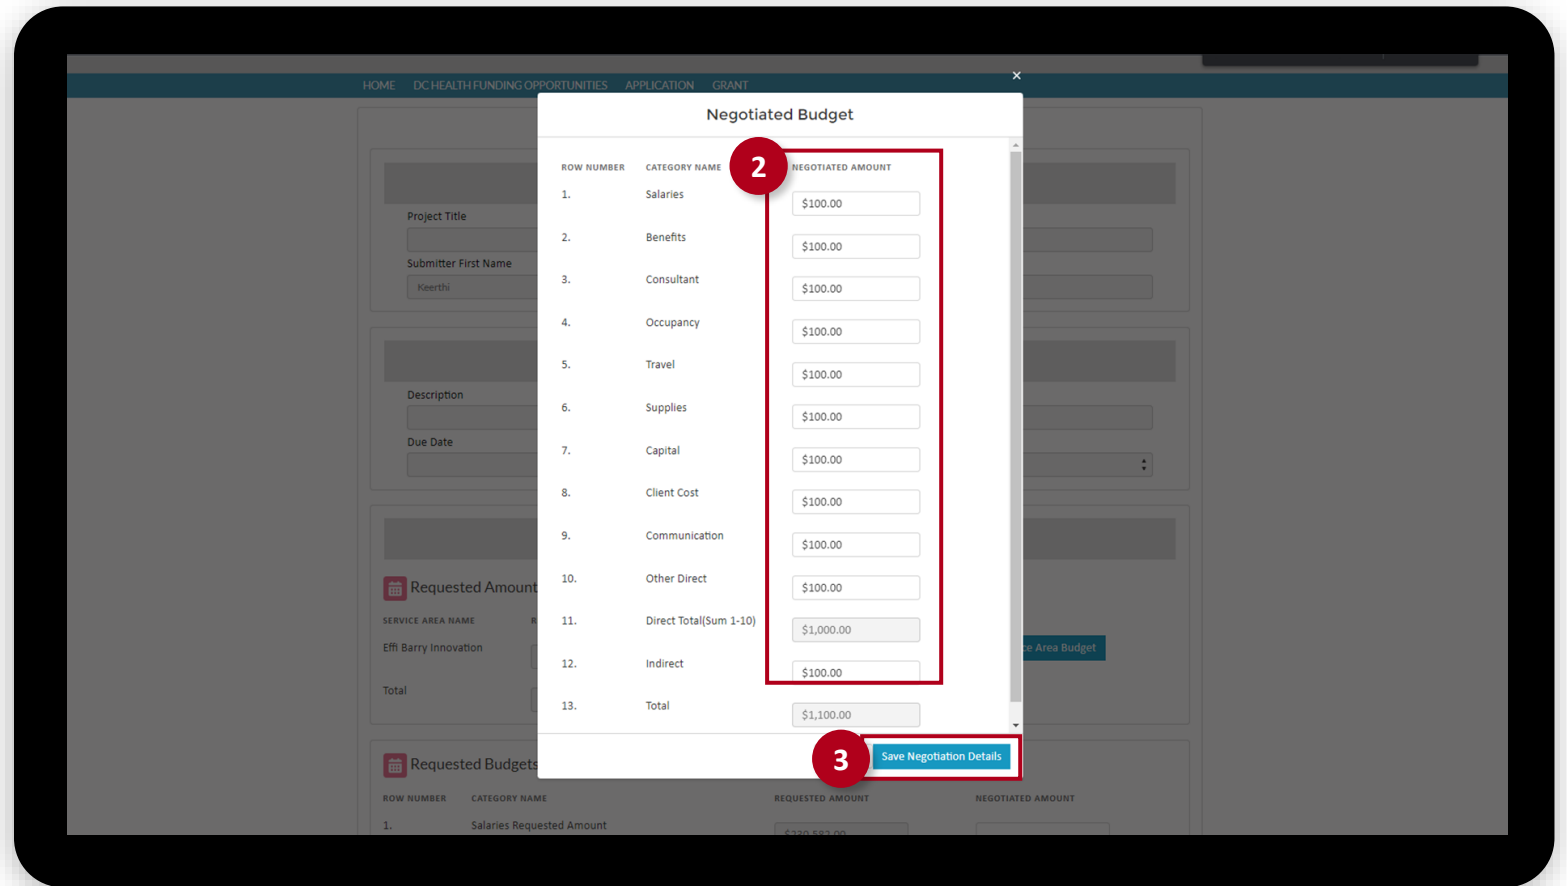 HOME DC HEALTH FUNDING OPPORTUNITIES APPLICATION GRANT
×
Negotiated Budget
ROW NUMBER CATEGORY NAME 2 NEGOTIATED AMOUNT
1. Salaries $100.00
2. Benefits $100.00
3. Consultant $100.00
4. Occupancy $100.00
5. Travel $100.00
6. Supplies $100.00
7. Capital $100.00
8. Client Cost $100.00
9. Communication $100.00
10. Other Direct $100.00
11. Direct Total(Sum 1-10) $1,000.00
12. Indirect $100.00
13. Total $1,100.00
3 Save Negotiation Details
Project Title
Submitter First Name
Keerthi
Description
Due Date
Requested Amount
SERVICE AREA NAME
Effi Barry Innovation Area Budget
Total
Requested Budgets
ROW NUMBER CATEGORY NAME REQUESTED AMOUNT NEGOTIATED AMOUNT
1. Salaries Requested Amount $230,582.00